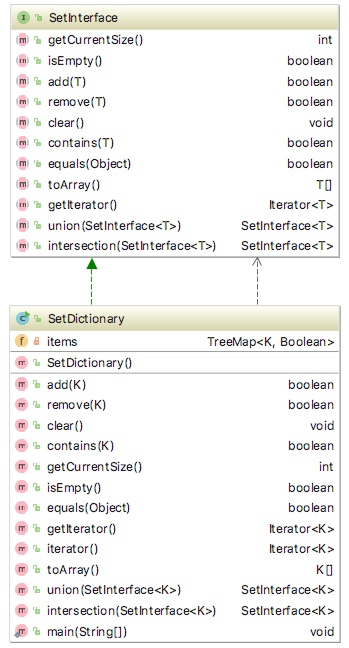 I SetInterface
m getCurrentSize() int
m isEmpty() boolean
m add(T) boolean
m remove(T) boolean
m clear() void
m contains(T) boolean
m equals(Object) boolean
m toArray() T[]
m getIterator() Iterator<T>
m union(SetInterface<T>) SetInterface<T>
m intersection(SetInterface<T>) SetInterface<T>
C SetDictionary
f items TreeMap<K, Boolean>
m SetDictionary()
m add(K) boolean
m remove(K) boolean
m clear() void
m contains(K) boolean
m getCurrentSize() int
m isEmpty() boolean
m equals(Object) boolean
m getIterator() Iterator<K>
m iterator() Iterator<K>
m toArray() K[]
m union(SetInterface<K>) SetInterface<K>
m intersection(SetInterface<K>) SetInterface<K>
m main(String[]) void